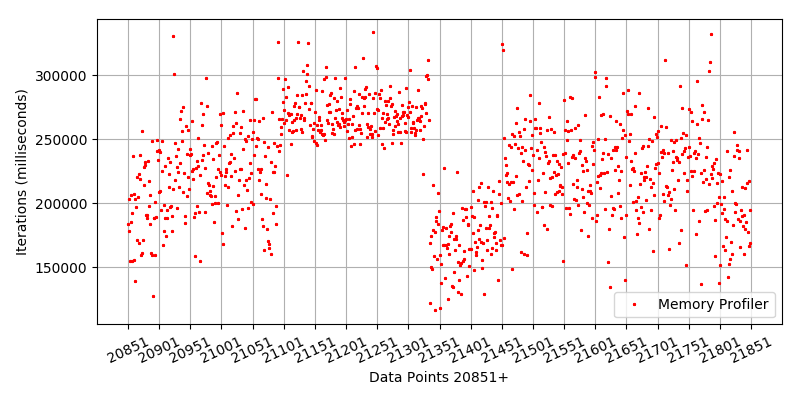 Iterations (milliseconds)
300000
250000
200000
150000
Memory Profiler
20851 20901 20951 21001 21051 21101 21151 21201 21251 21301 21351 21401 21451 21501 21551 21601 21651 21701 21751 21801 21851
Data Points 20851+